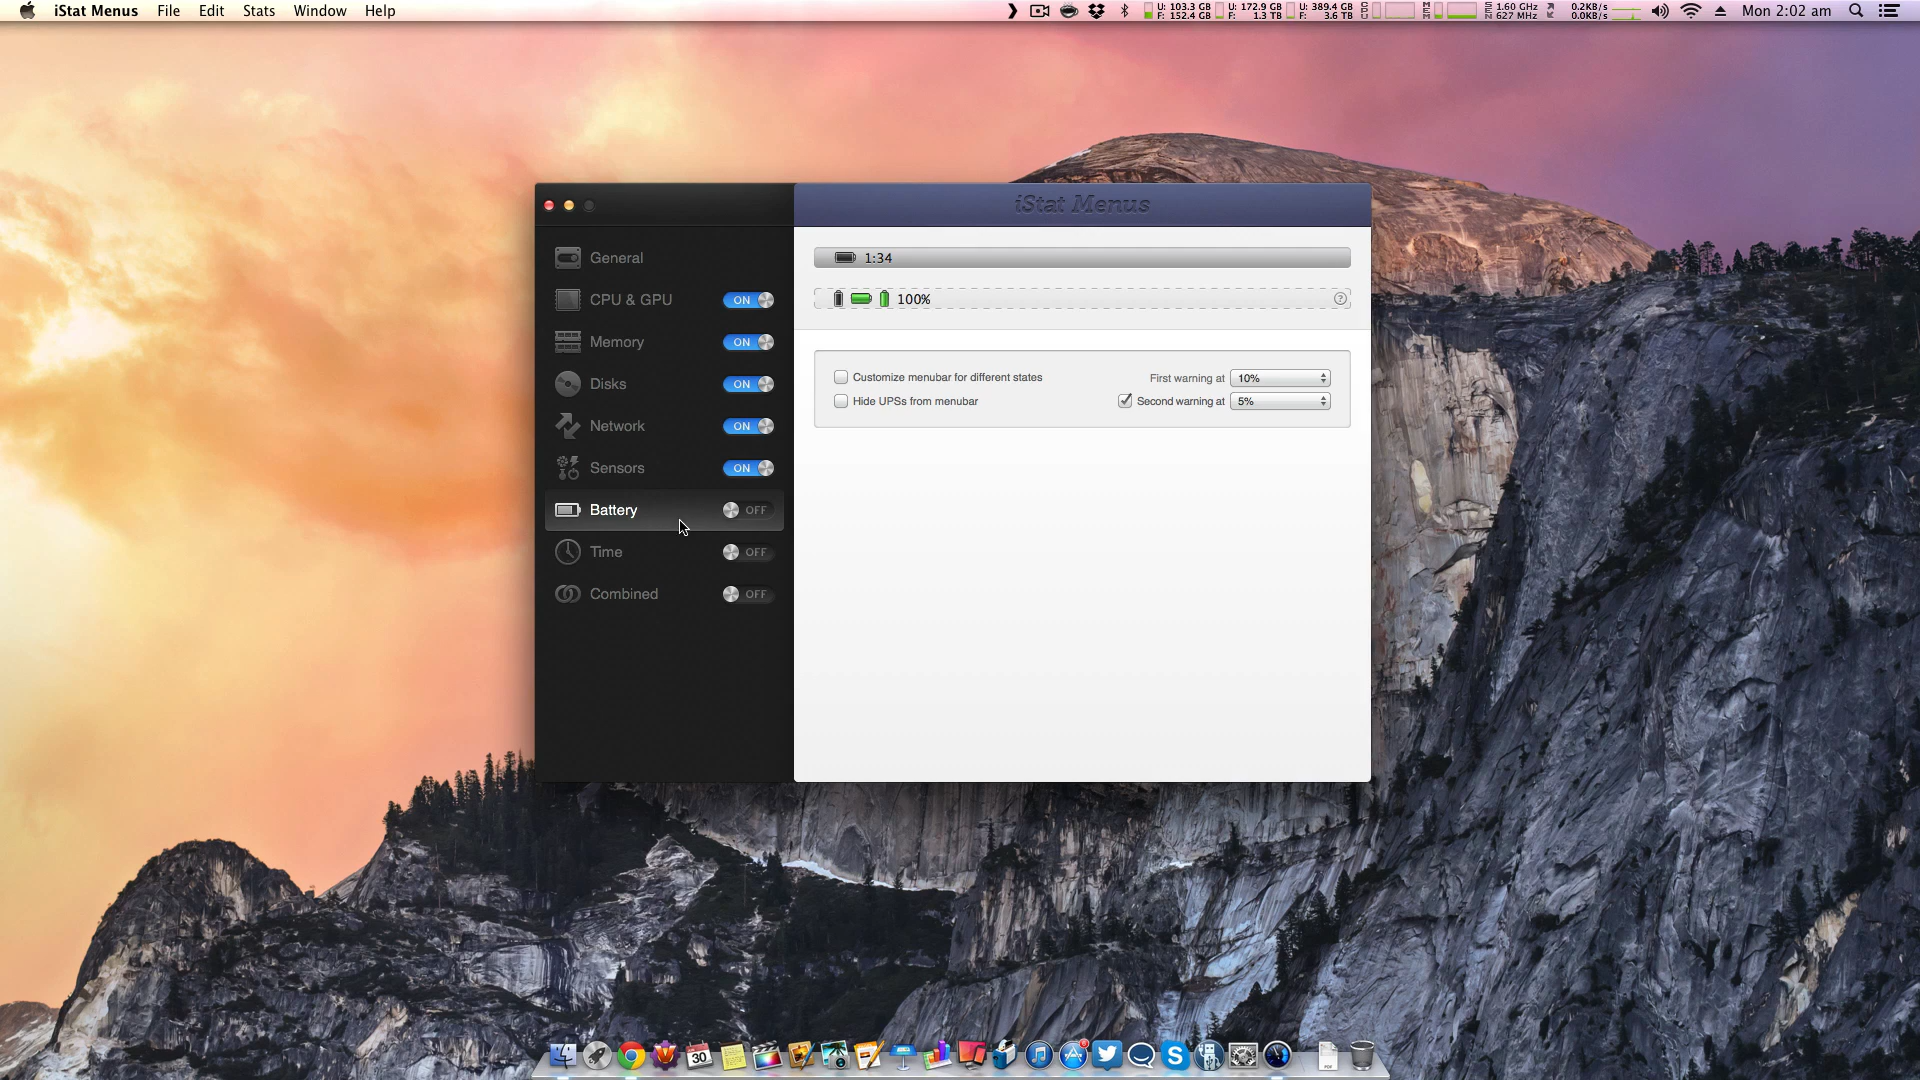 iStat Menus File Edit Stats Window Help
U: 103.3 GB U: 172.9 GB U: 389.4 GB 1.60 GHz 0.2KB/s
F: 152.4 GB F: 1.3 TB F: 3.6 TB 627 MHz 0.0KB/s
CPU MEM SEN
Mon 2:02 am
iStat Menus
General
CPU & GPU ON
Memory ON
Disks ON
Network ON
Sensors ON
Battery OFF
Time OFF
Combined OFF
1:34
100% ?
Customize menubar for different states
Hide UPSs from menubar
First warning at 10%
Second warning at 5%
30